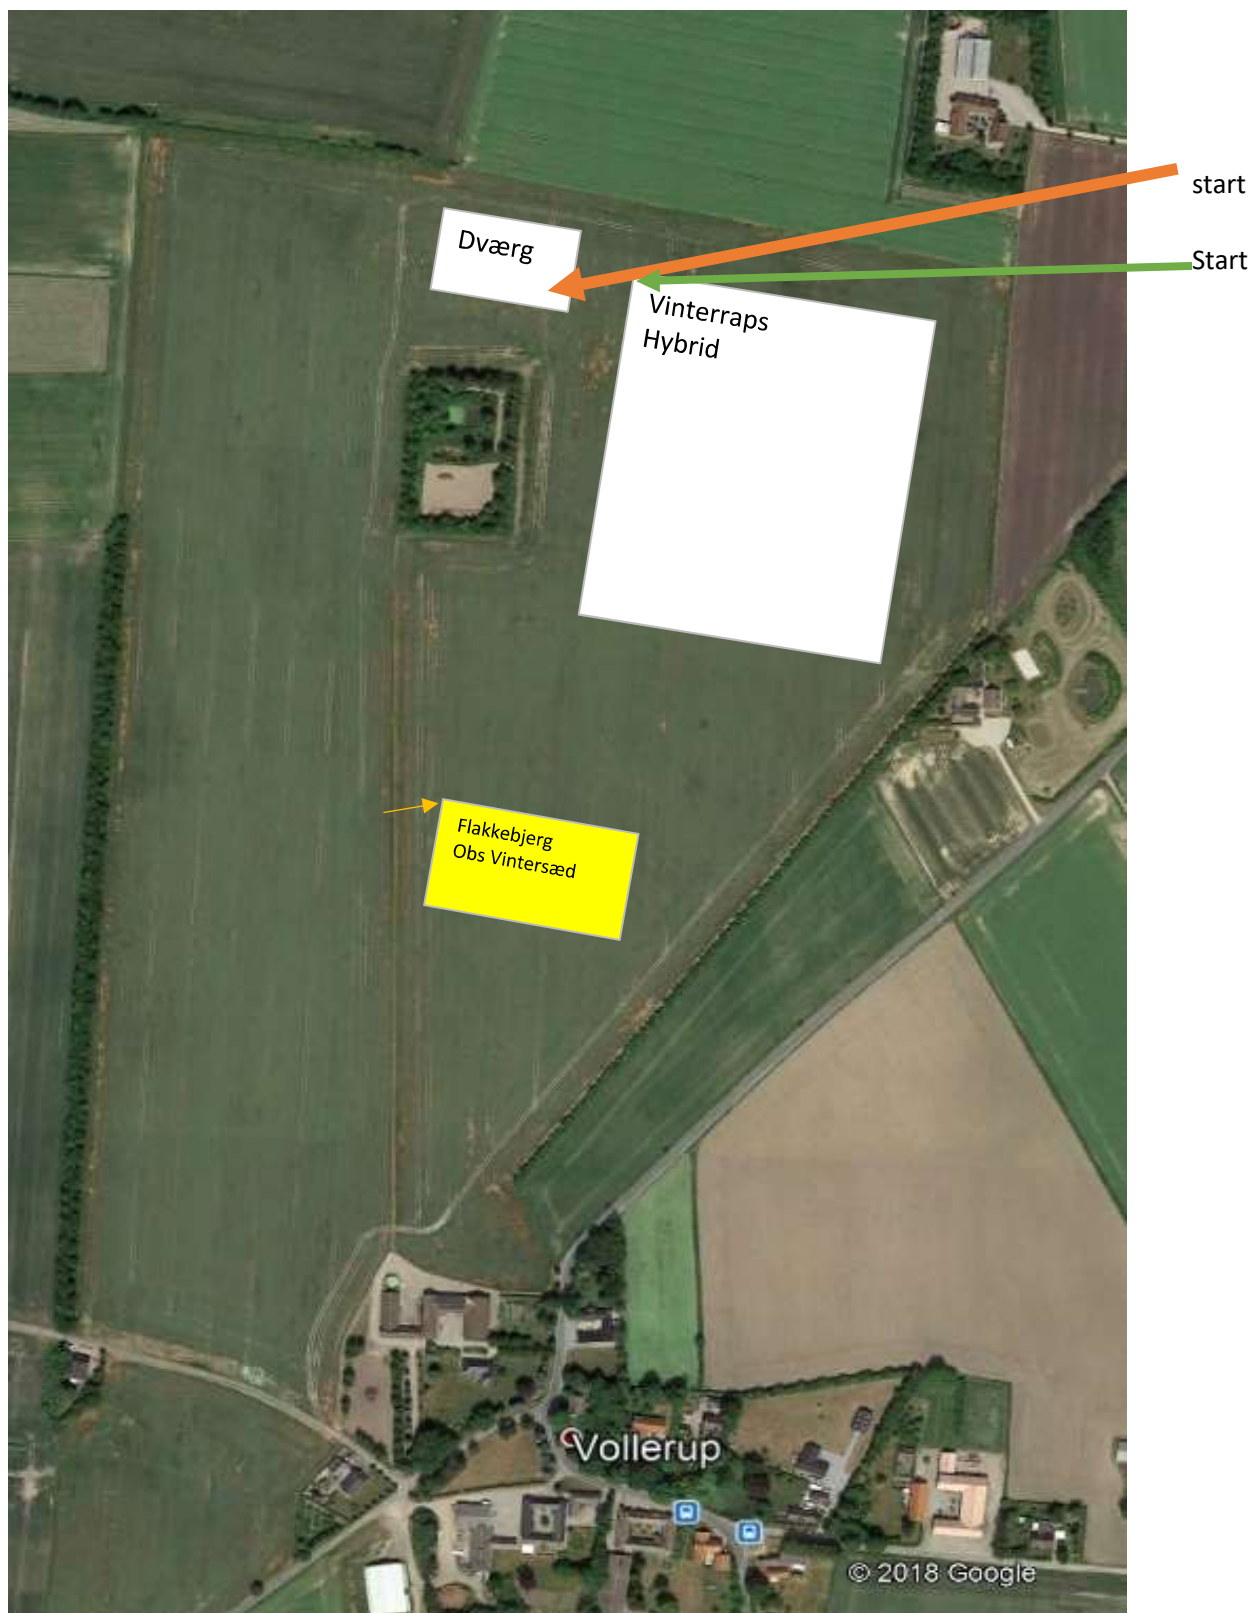 start
Start
Dværg
Vinterraps
Hybrid
Flakkebjerg
Obs Vintersæd
Vollerup
© 2018 Google